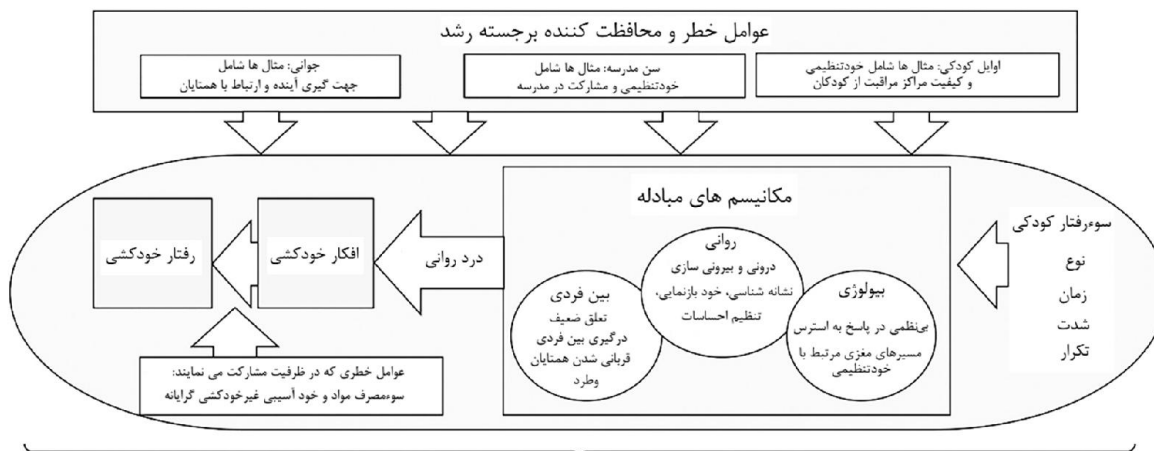 عوامل خطر و محافظت کننده برجسته رشد
اوایل کودکی: مثال ها شامل خودتنظیمی
و کیفیت مراکز مراقبت از کودکان
سن مدرسه: مثال ها شامل
خودتنظیمی و مشارکت در مدرسه
جوانی: مثال ها شامل
جهت گیری آینده و ارتباط با همتایان
سوءرفتار کودکی
نوع
زمان
شدت
تکرار
مکانیسم های مبادله
بیولوژی
بی‌نظمی در پاسخ به استرس
مسیرهای مغزی مرتبط با
خودتنظیمی
روانی
درونی و بیرونی سازی
نشانه شناسی، خود بازنمایی،
تنظیم احساسات
بین فردی
تعلق ضعیف
درگیری بین فردی
قربانی شدن همتایان
وطرد
درد روانی
افکار خودکشی
رفتار خودکشی
عوامل خطری که در ظرفیت مشارکت می نمایند:
سوءمصرف مواد و خود آسیبی غیرخودکشی گرایانه